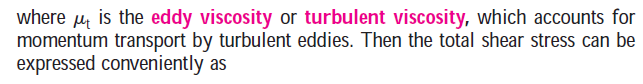 where μt is the eddy viscosity or turbulent viscosity, which accounts for
momentum transport by turbulent eddies. Then the total shear stress can be
expressed conveniently as